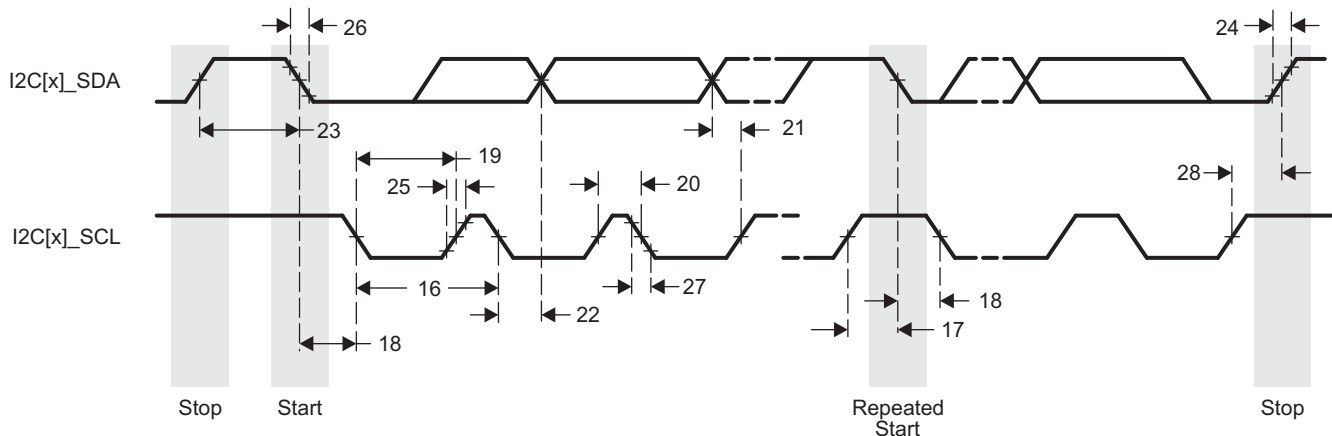 26
24
I2C[x]_SDA
23
21
19
25
20
28
I2C[x]_SCL
16
27
22
18
18
17
Stop
Start
Repeated
Start
Stop